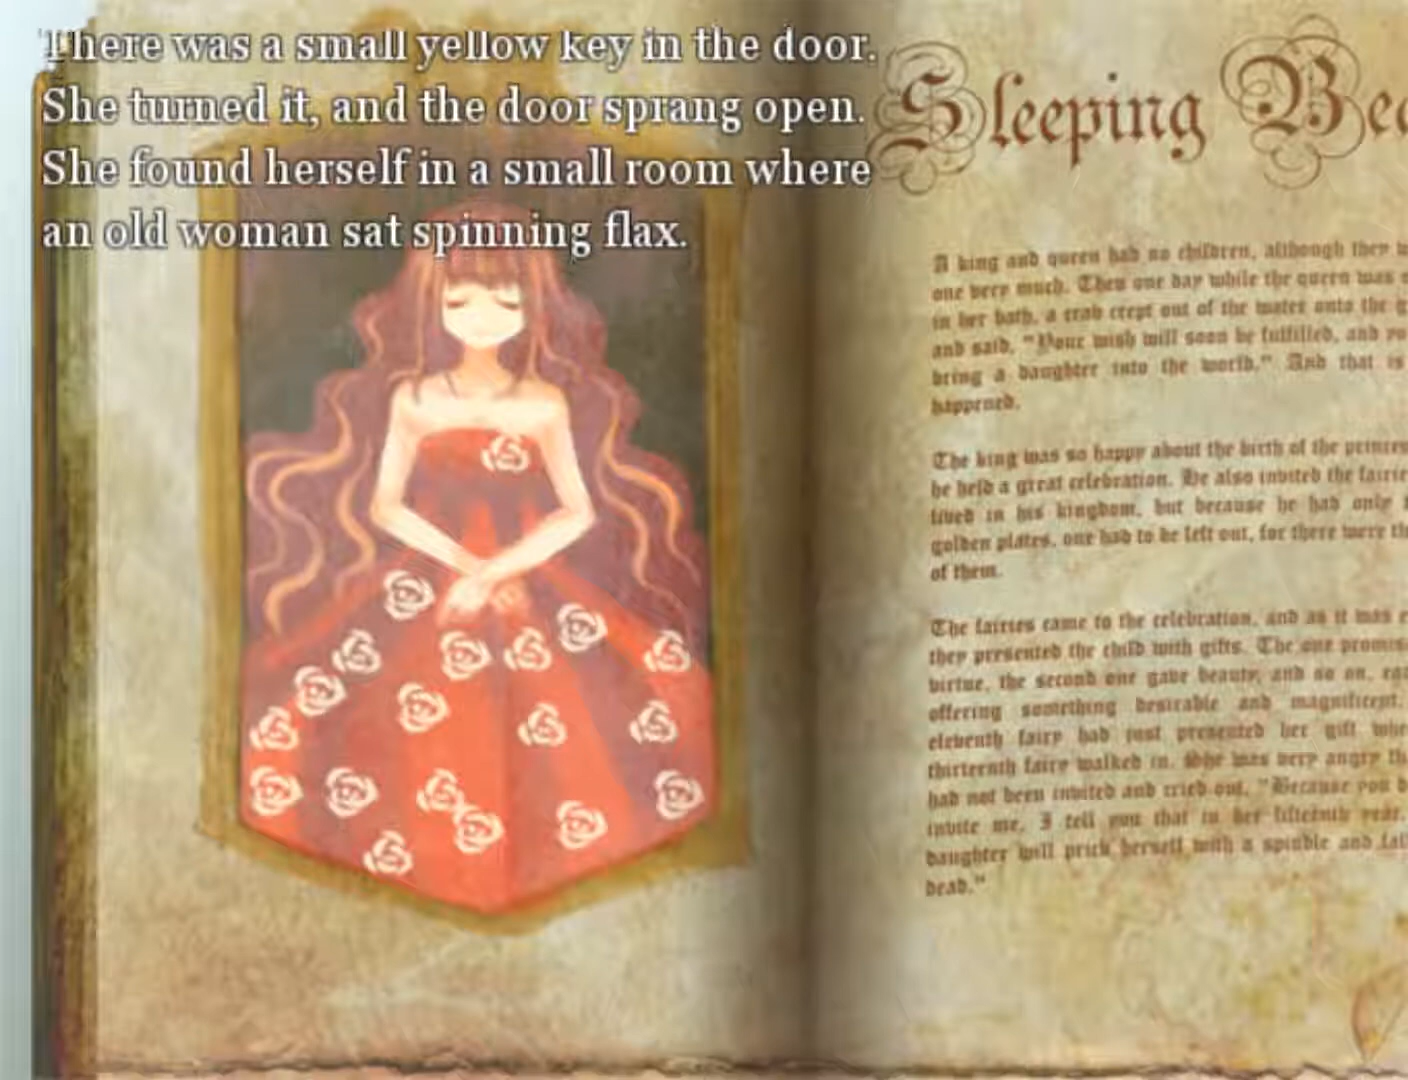 There was a small yellow key in the door.
She turned it, and the door sprang open.
She found herself in a small room where
an old woman sat spinning flax.
Sleeping
A king and queen had no children, although they
one very much. Then one day while the queen was
in her bath, a crab crept out of the water onto the
and said, "Your wish will soon be fulfilled, and
bring a daughter into the world." And that is
happened.
The king was so happy about the birth of the
he held a great celebration. He also invited the
lived in his kingdom, but because he had only
golden plates, one had to be left out, for there were
of them.
The fairies came to the celebration, and as it was
they presented the child with gifts. The one
virtue, the second one gave beauty, and so on,
offering something desirable and magnificent.
eleventh fairy had just presented her gift
thirteenth fairy walked in. She was very angry
had not been invited and cried out, "Because you
invite me, I tell you that in her fifteenth year,
daughter will prick herself with a spindle and
dead."